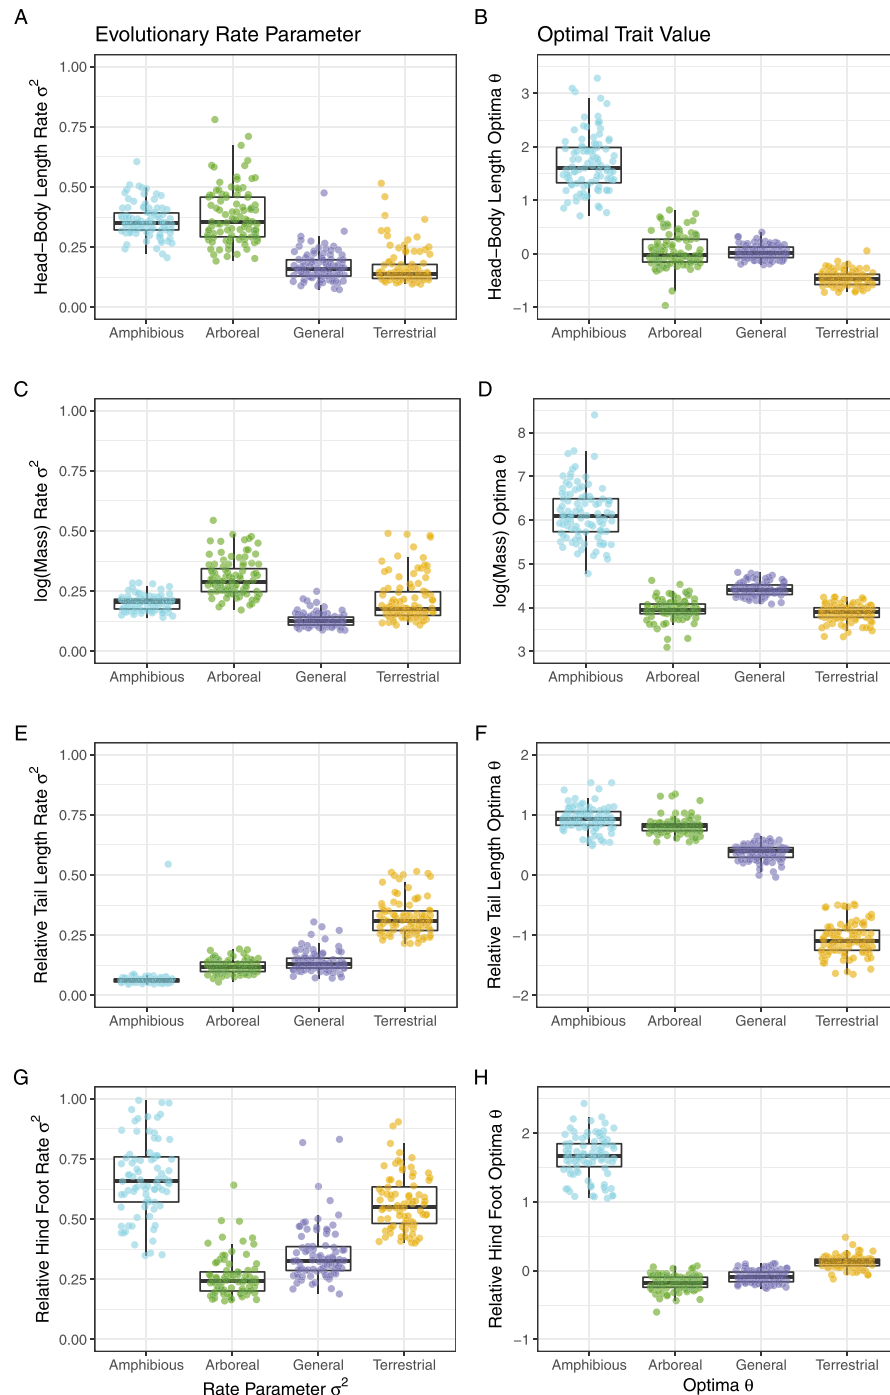 A
Evolutionary Rate Parameter
Head−Body Length Rate σ²
1.00
0.75
0.50
0.25
0.00
Amphibious Arboreal General Terrestrial
B
Optimal Trait Value
Head−Body Length Optima θ
3
2
1
0
−1
Amphibious Arboreal General Terrestrial
C
log(Mass) Rate σ²
1.00
0.75
0.50
0.25
0.00
Amphibious Arboreal General Terrestrial
D
log(Mass) Optima θ
8
7
6
5
4
3
Amphibious Arboreal General Terrestrial
E
Relative Tail Length Rate σ²
1.00
0.75
0.50
0.25
0.00
Amphibious Arboreal General Terrestrial
F
Relative Tail Length Optima θ
2
1
0
−1
−2
Amphibious Arboreal General Terrestrial
G
Relative Hind Foot Rate σ²
1.00
0.75
0.50
0.25
0.00
Amphibious Arboreal General Terrestrial
Rate Parameter σ²
H
Relative Hind Foot Optima θ
2
1
0
−1
Amphibious Arboreal General Terrestrial
Optima θ